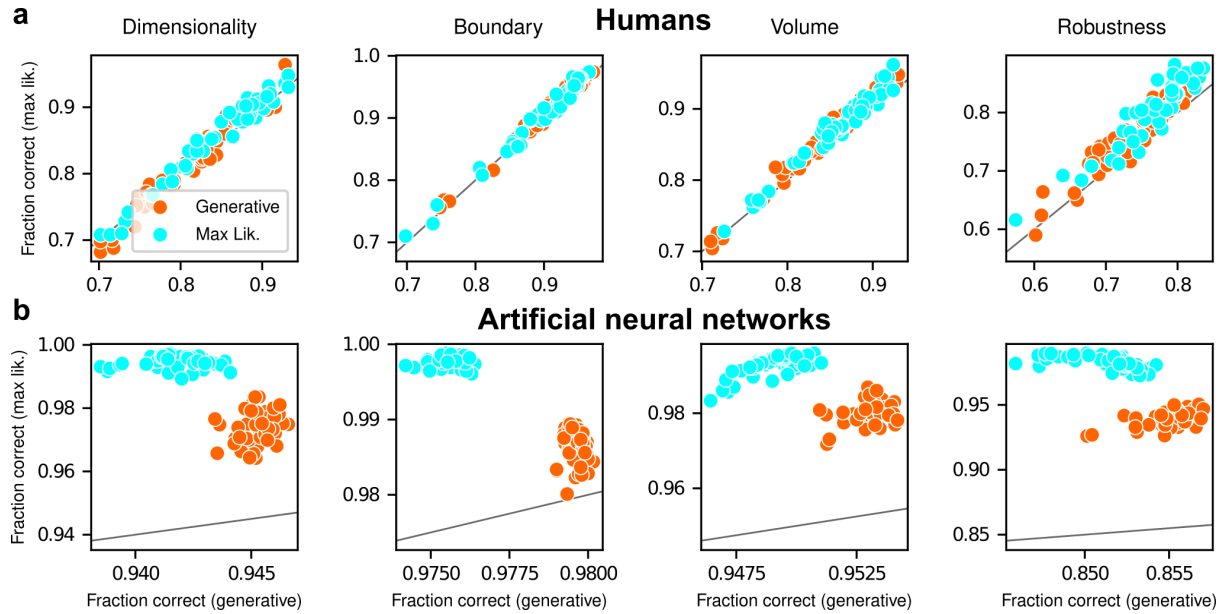 a
Humans
Dimensionality
Boundary
Volume
Robustness
Fraction correct (max lik.)
0.9
0.8
0.7
Generative
Max Lik.
0.7
0.8
0.9
1.0
0.9
0.8
0.7
0.7
0.8
0.9
0.9
0.8
0.7
0.7
0.8
0.9
0.8
0.7
0.6
0.6
0.7
0.8
b
Artificial neural networks
Fraction correct (max lik.)
1.00
0.98
0.96
0.94
0.940
0.945
Fraction correct (generative)
1.00
0.99
0.98
0.9750
0.9775
0.9800
Fraction correct (generative)
0.98
0.96
0.9475
0.9525
Fraction correct (generative)
0.95
0.90
0.85
0.850
0.855
Fraction correct (generative)